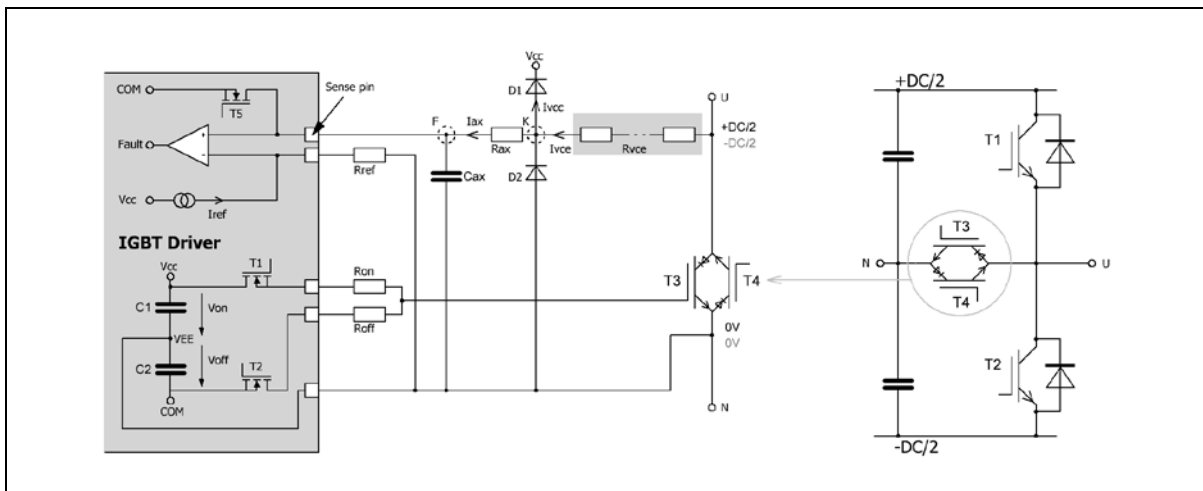 COM
T5
Sense pin
Fault
Vcc
Iref
Rref
IGBT Driver
Vcc
T1
C1
Von
VEE
Voff
C2
T2
COM
Ron
Roff
F
Iax
Rax
Cax
K
Vcc
D1
Ivcc
Ivce
D2
Rvce
U
+DC/2
-DC/2
T3
T4
0V
0V
N
+DC/2
T1
T3
N
U
T4
T2
-DC/2